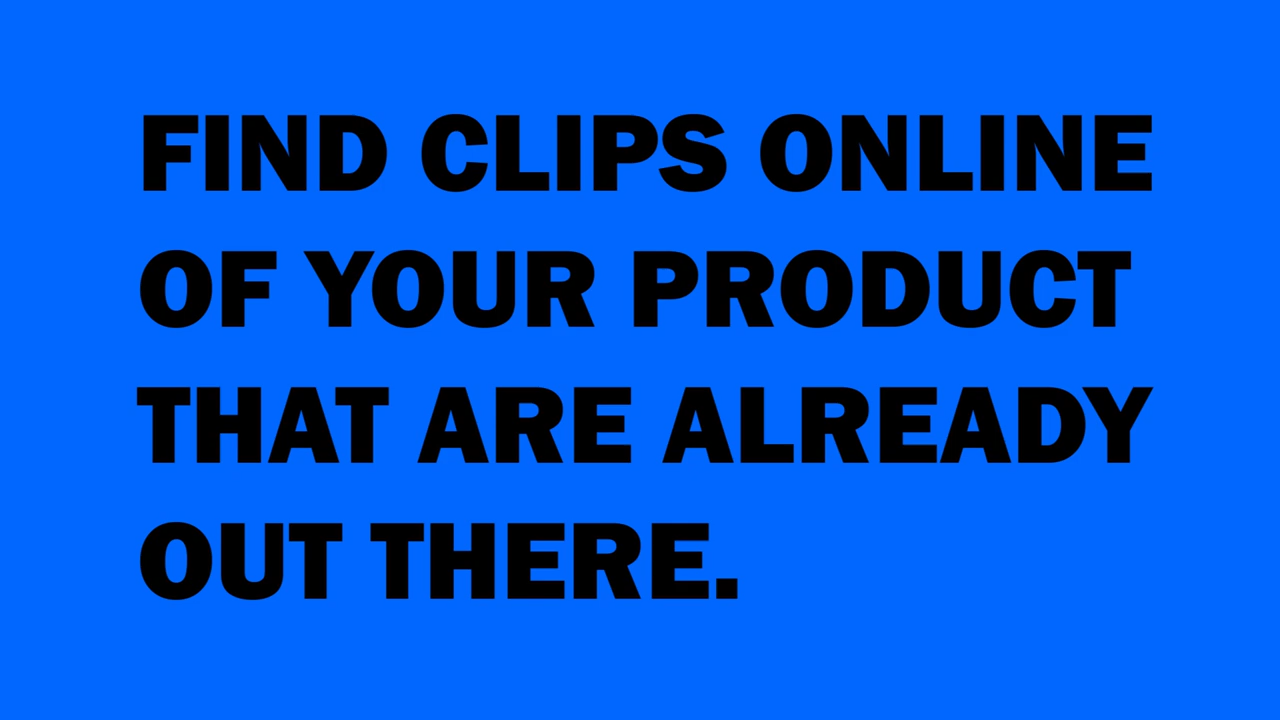 FIND CLIPS ONLINE
OF YOUR PRODUCT
THAT ARE ALREADY
OUT THERE.